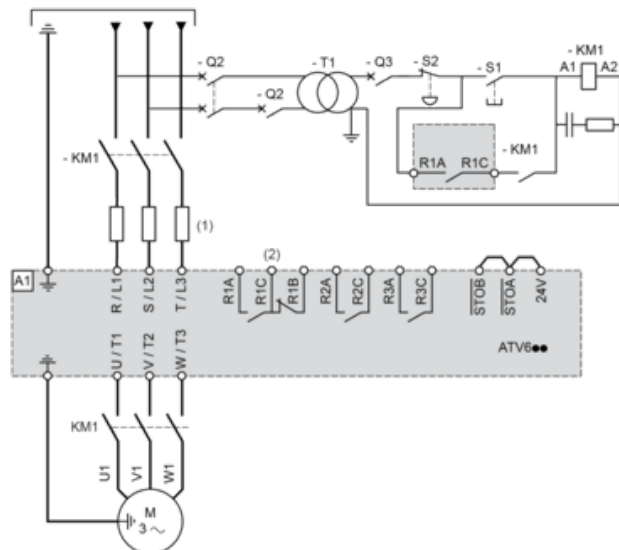 - Q2
- T1
- Q3
- S2
- S1
- KM1
A1
A2
- Q2
- KM1
R1A
R1C
- KM1
(1)
(2)
A1
R / L1
S / L2
T / L3
R1A
R1C
R1B
R2A
R2C
R3A
R3C
STOB
STOA
24V
U / T1
V / T2
W / T3
ATV6●●
KM1
U1
V1
W1
M
3 ~